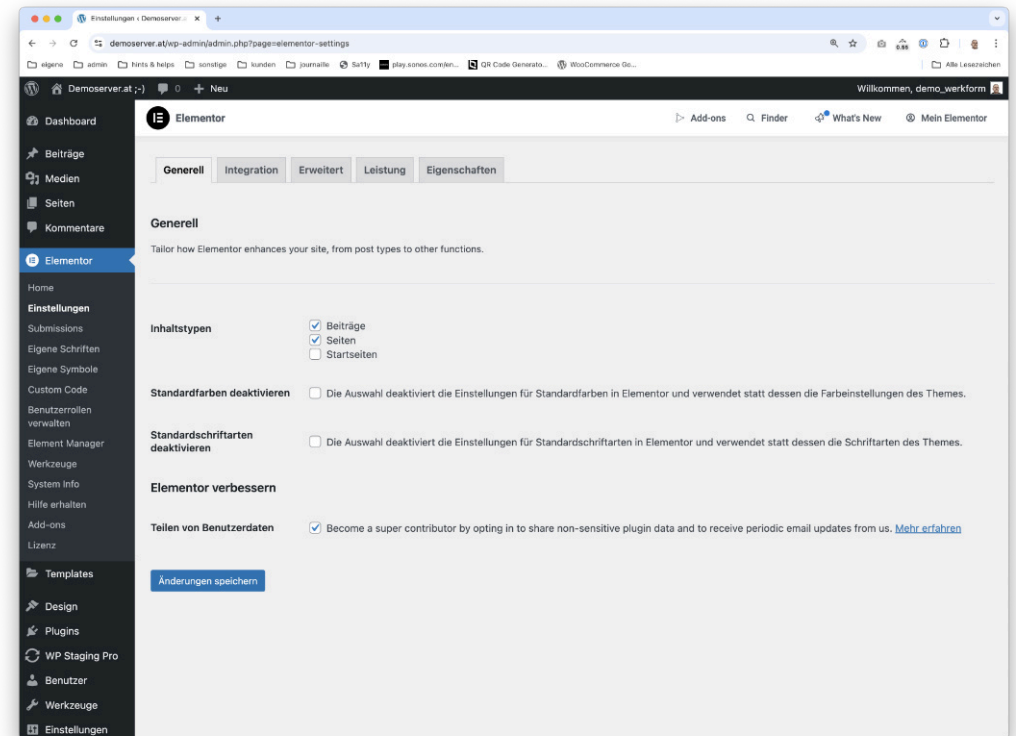 Einstellungen ‹ Demoserver.
demoserver.at/wp-admin/admin.php?page=elementor-settings
0.55
eigene admin hints & helps sonstige kunden journaille Sa11y play.sonos.com/en... QR Code Generato... WooCommerce Go... Alle Lesezeichen
Demoserver.at ;-) 0 + Neu Willkommen, demo_werkform
Elementor Add-ons Finder What's New Mein Elementor
Dashboard
Beiträge
Medien
Seiten
Kommentare
Elementor
Home
Einstellungen
Submissions
Eigene Schriften
Eigene Symbole
Custom Code
Benutzerrollen
verwalten
Element Manager
Werkzeuge
System Info
Hilfe erhalten
Add-ons
Lizenz
Templates
Design
Plugins
WP Staging Pro
Benutzer
Werkzeuge
Einstellungen
Generell Integration Erweitert Leistung Eigenschaften
Generell
Tailor how Elementor enhances your site, from post types to other functions.
Inhaltstypen
Beiträge
Seiten
Startseiten
Standardfarben deaktivieren
Die Auswahl deaktiviert die Einstellungen für Standardfarben in Elementor und verwendet statt dessen die Farbeinstellungen des Themes.
Standardschriftarten
deaktivieren
Die Auswahl deaktiviert die Einstellungen für Standardschriftarten in Elementor und verwendet statt dessen die Schriftarten des Themes.
Elementor verbessern
Teilen von Benutzerdaten
Become a super contributor by opting in to share non-sensitive plugin data and to receive periodic email updates from us. Mehr erfahren
Änderungen speichern